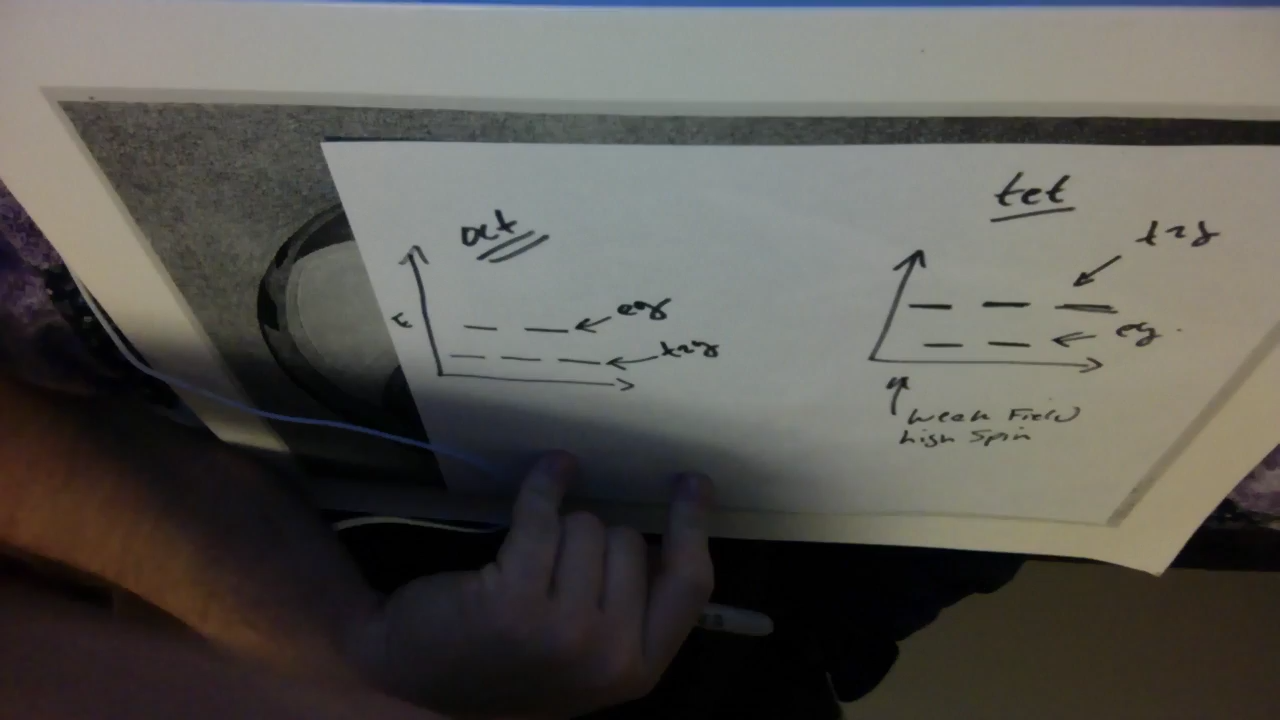 oct
E
eg
t2g
tet
t2g
eg.
weak Field
high Spin